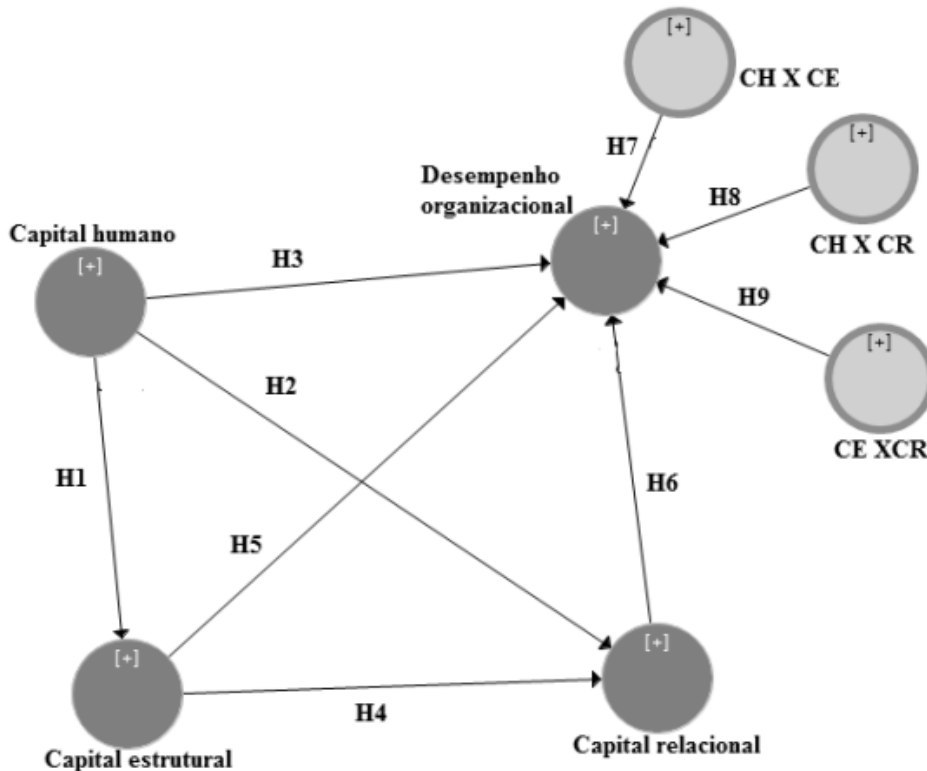 [+]
CH X CE
[+]
H7
Desempenho
organizacional
[+]
H8
CH X CR
Capital humano
[+]
H3
H9
[+]
CE XCR
H2
H1
H6
H5
[+]
[+]
H4
Capital relacional
Capital estrutural